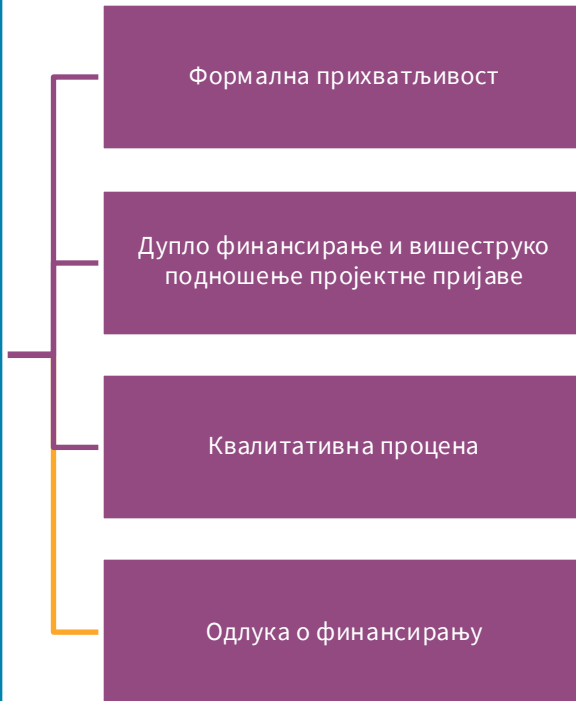 Формална прихватљивост
Дупло финансирање и вишеструко
подношење пројектне пријаве
Квалитативна процена
Одлука о финансирању